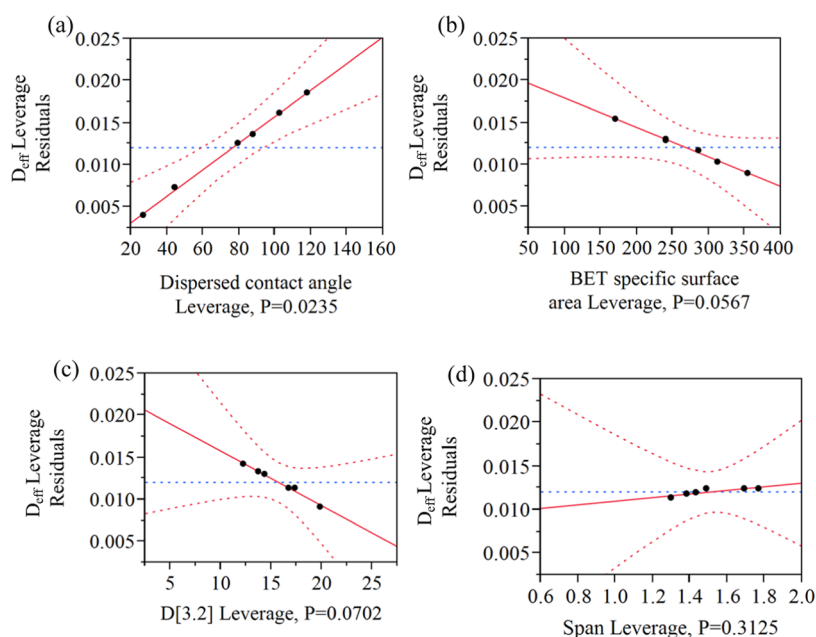 (a)
0.025
0.020
0.015
0.010
0.005
D_eff Leverage
Residuals
20 40 60 80 100 120 140 160
Dispersed contact angle
Leverage, P=0.0235
(b)
0.025
0.020
0.015
0.010
0.005
D_eff Leverage
Residuals
50 100 150 200 250 300 350 400
BET specific surface
area Leverage, P=0.0567
(c)
0.025
0.020
0.015
0.010
0.005
D_eff Leverage
Residuals
5 10 15 20 25
D[3.2] Leverage, P=0.0702
(d)
0.025
0.020
0.015
0.010
0.005
D_eff Leverage
Residuals
0.6 0.8 1.0 1.2 1.4 1.6 1.8 2.0
Span Leverage, P=0.3125